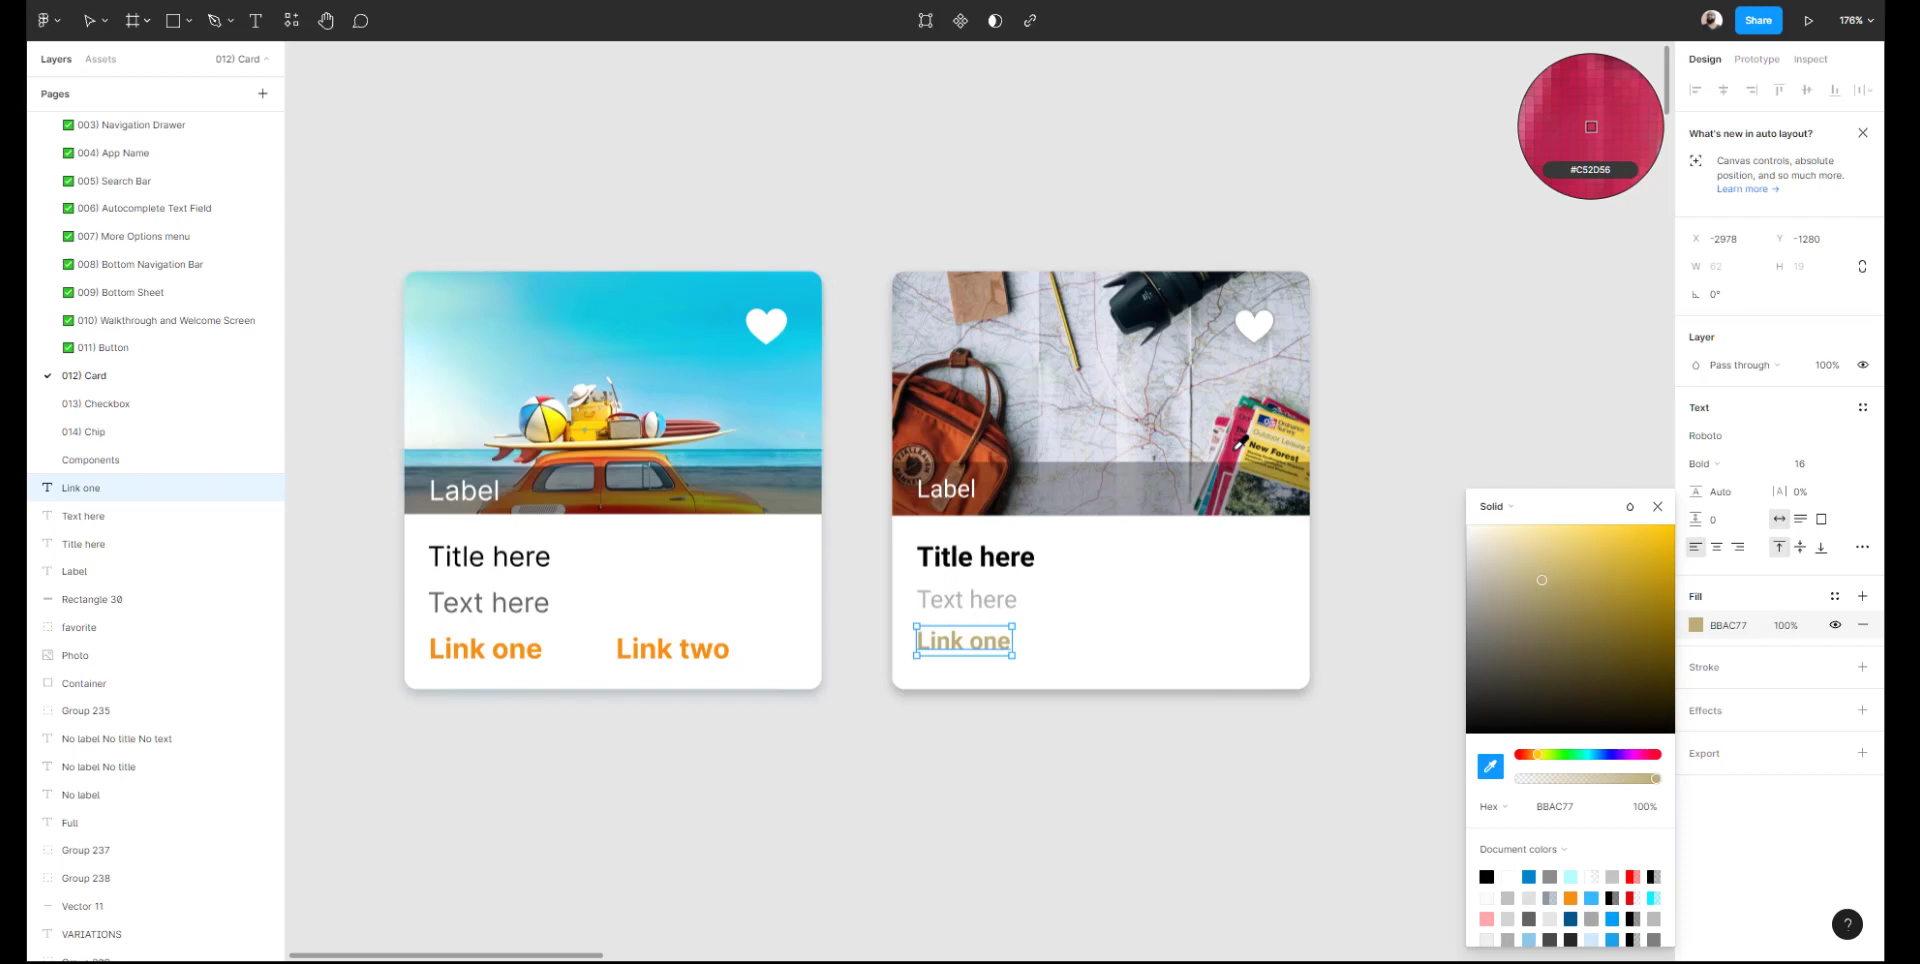 Share
176%
Layers
Assets
012) Card
Pages
003) Navigation Drawer
004) App Name
005) Search Bar
006) Autocomplete Text Field
007) More Options menu
008) Bottom Navigation Bar
009) Bottom Sheet
010) Walkthrough and Welcome Screen
011) Button
012) Card
013) Checkbox
014) Chip
Components
Link one
Text here
Title here
Label
Rectangle 30
favorite
Photo
Container
Group 235
No label No title No text
No label No title
No label
Full
Group 237
Group 238
Vector 11
VARIATIONS
Label
Title here
Text here
Link one
Link two
FJALLRAVEN
Ordnance
Survey
Outdoor Leisure
New Forest
Label
Title here
Text here
Link one
#C52D56
Solid
Hex
BBAC77
100%
Document colors
Design
Prototype
Inspect
What's new in auto layout?
Canvas controls, absolute
position, and so much more.
Learn more →
X -2978
Y -1280
W 62
H 19
0°
Layer
Pass through
100%
Text
Roboto
Bold
16
A Auto
|A| 0%
0
Fill
BBAC77
100%
Stroke
Effects
Export
?